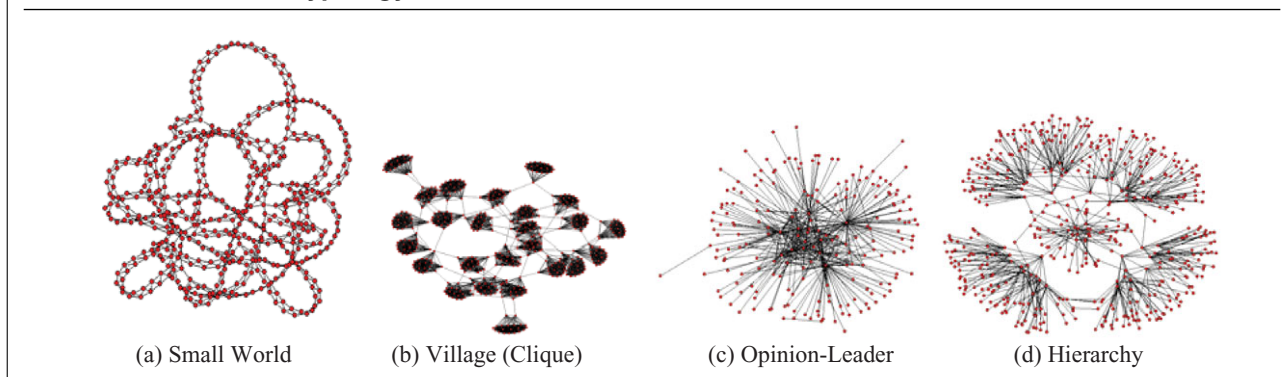 (a) Small World
(b) Village (Clique)
(c) Opinion-Leader
(d) Hierarchy